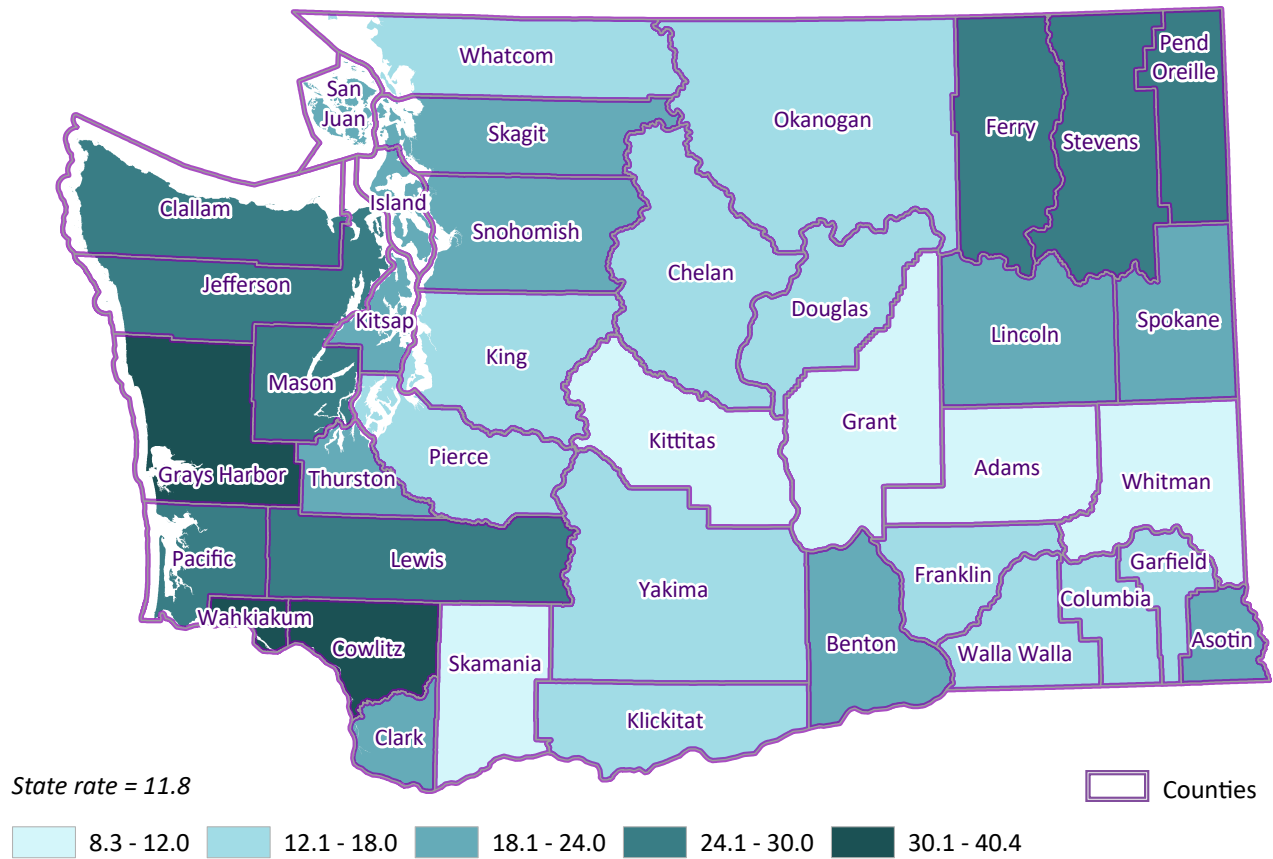 Whatcom
Pend
Oreille
San
Juan
Skagit
Okanogan
Ferry
Stevens
Island
Clallam
Snohomish
Chelan
Jefferson
Douglas
Kitsap
Lincoln
Spokane
King
Mason
Grant
Kittitas
Pierce
Adams
Grays Harbor
Thurston
Whitman
Pacific
Lewis
Garfield
Franklin
Yakima
Columbia
Wahkiakum
Cowlitz
Benton
Asotin
Skamania
Walla Walla
Klickitat
Clark
State rate = 11.8
Counties
8.3 - 12.0
12.1 - 18.0
18.1 - 24.0
24.1 - 30.0
30.1 - 40.4